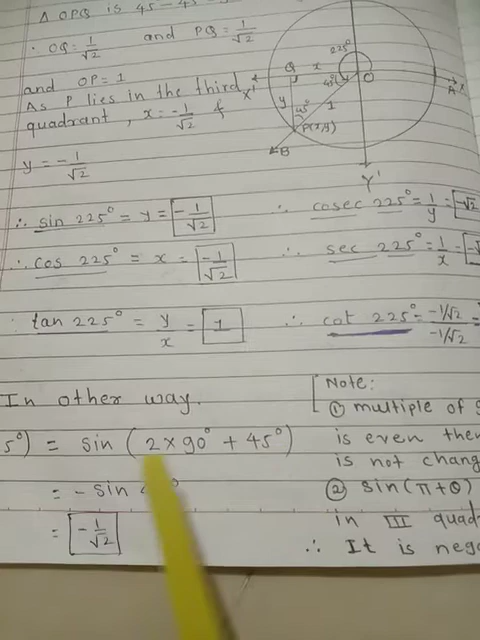 Δ OPQ is 45 - 45 -
∵ OQ = 1/√2 and PQ = 1/√2
and OP = 1
As P lies in the third
quadrant, x = -1/√2 &
y = -1/√2
225°
Q x O
X' 45° A
y 45° 1
P(x,y)
B
Y'
∴ sin 225° = y = -1/√2 ∴ cosec 225° = 1/y = -√2
∴ cos 225° = x = -1/√2 ∴ sec 225° = 1/x = -
tan 225° = y/x = 1 ∴ cot 225° = -1/√2 / -1/√2
In other way.
5°) = sin (2 × 90° + 45°)
= - sin
= -1/√2
Note:
① multiple of
is even then
is not chang
② sin(π+θ)
in III quad
∴ It is nega